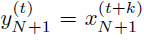 $y_{N+1}^{(t)} = x_{N+1}^{(t+k)}$